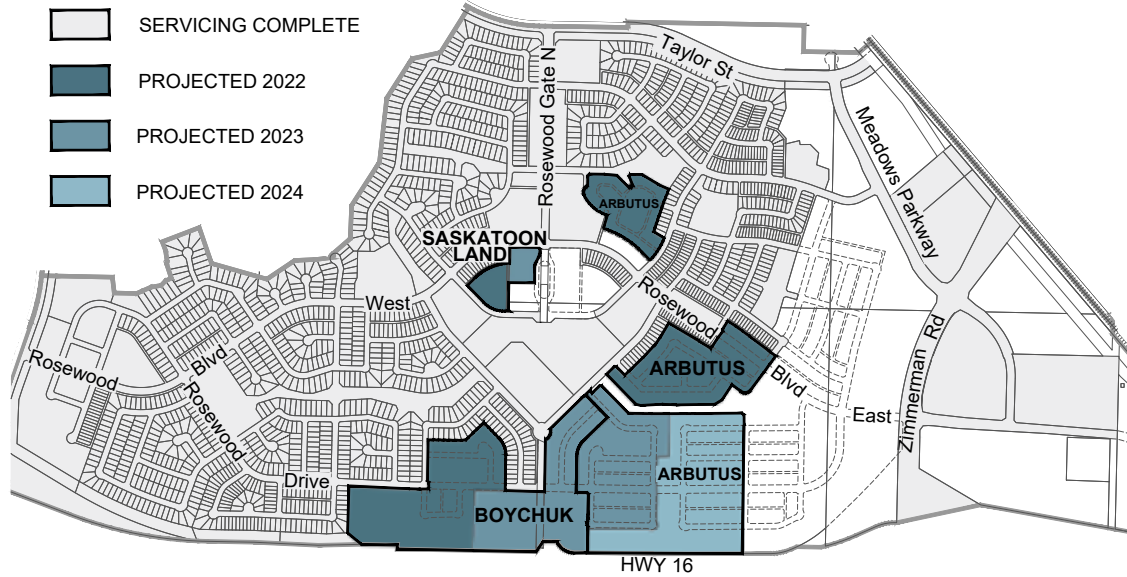 SERVICING COMPLETE
PROJECTED 2022
PROJECTED 2023
PROJECTED 2024
Taylor St
Rosewood Gate N
Meadows Parkway
ARBUTUS
SASKATOON
LAND
West
Rosewood
Blvd
East
Zimmerman Rd
Rosewood
Blvd
Rosewood
Drive
ARBUTUS
ARBUTUS
BOYCHUK
HWY 16